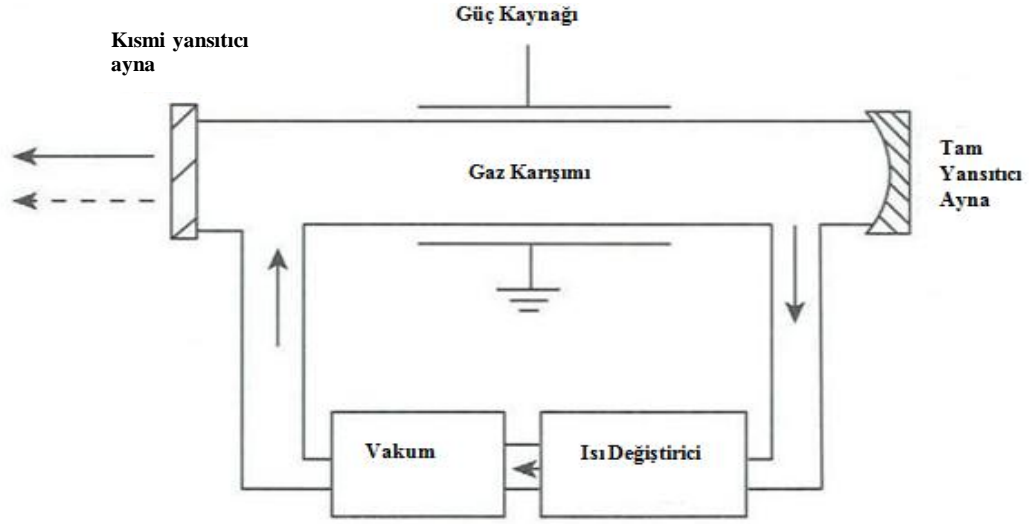 Güç Kaynağı
Kısmi yansıtıcı
ayna
Gaz Karışımı
Tam
Yansıtıcı
Ayna
Vakum
Isı Değiştirici